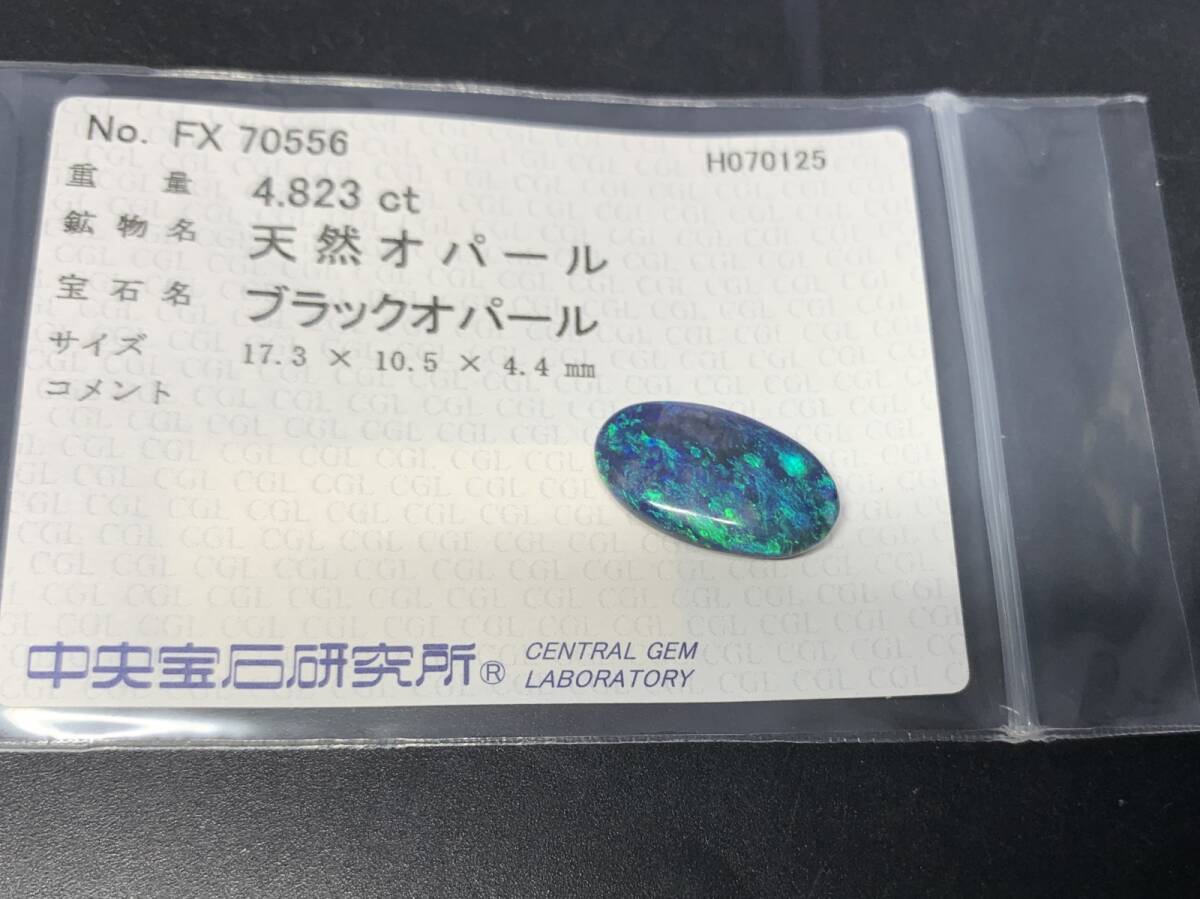 No. FX 70556
H070125
重量 4.823 ct
鉱物名 天然オパール
宝石名 ブラックオパール
サイズ 17.3 × 10.5 × 4.4 mm
コメント
中央宝石研究所® CENTRAL GEM
LABORATORY